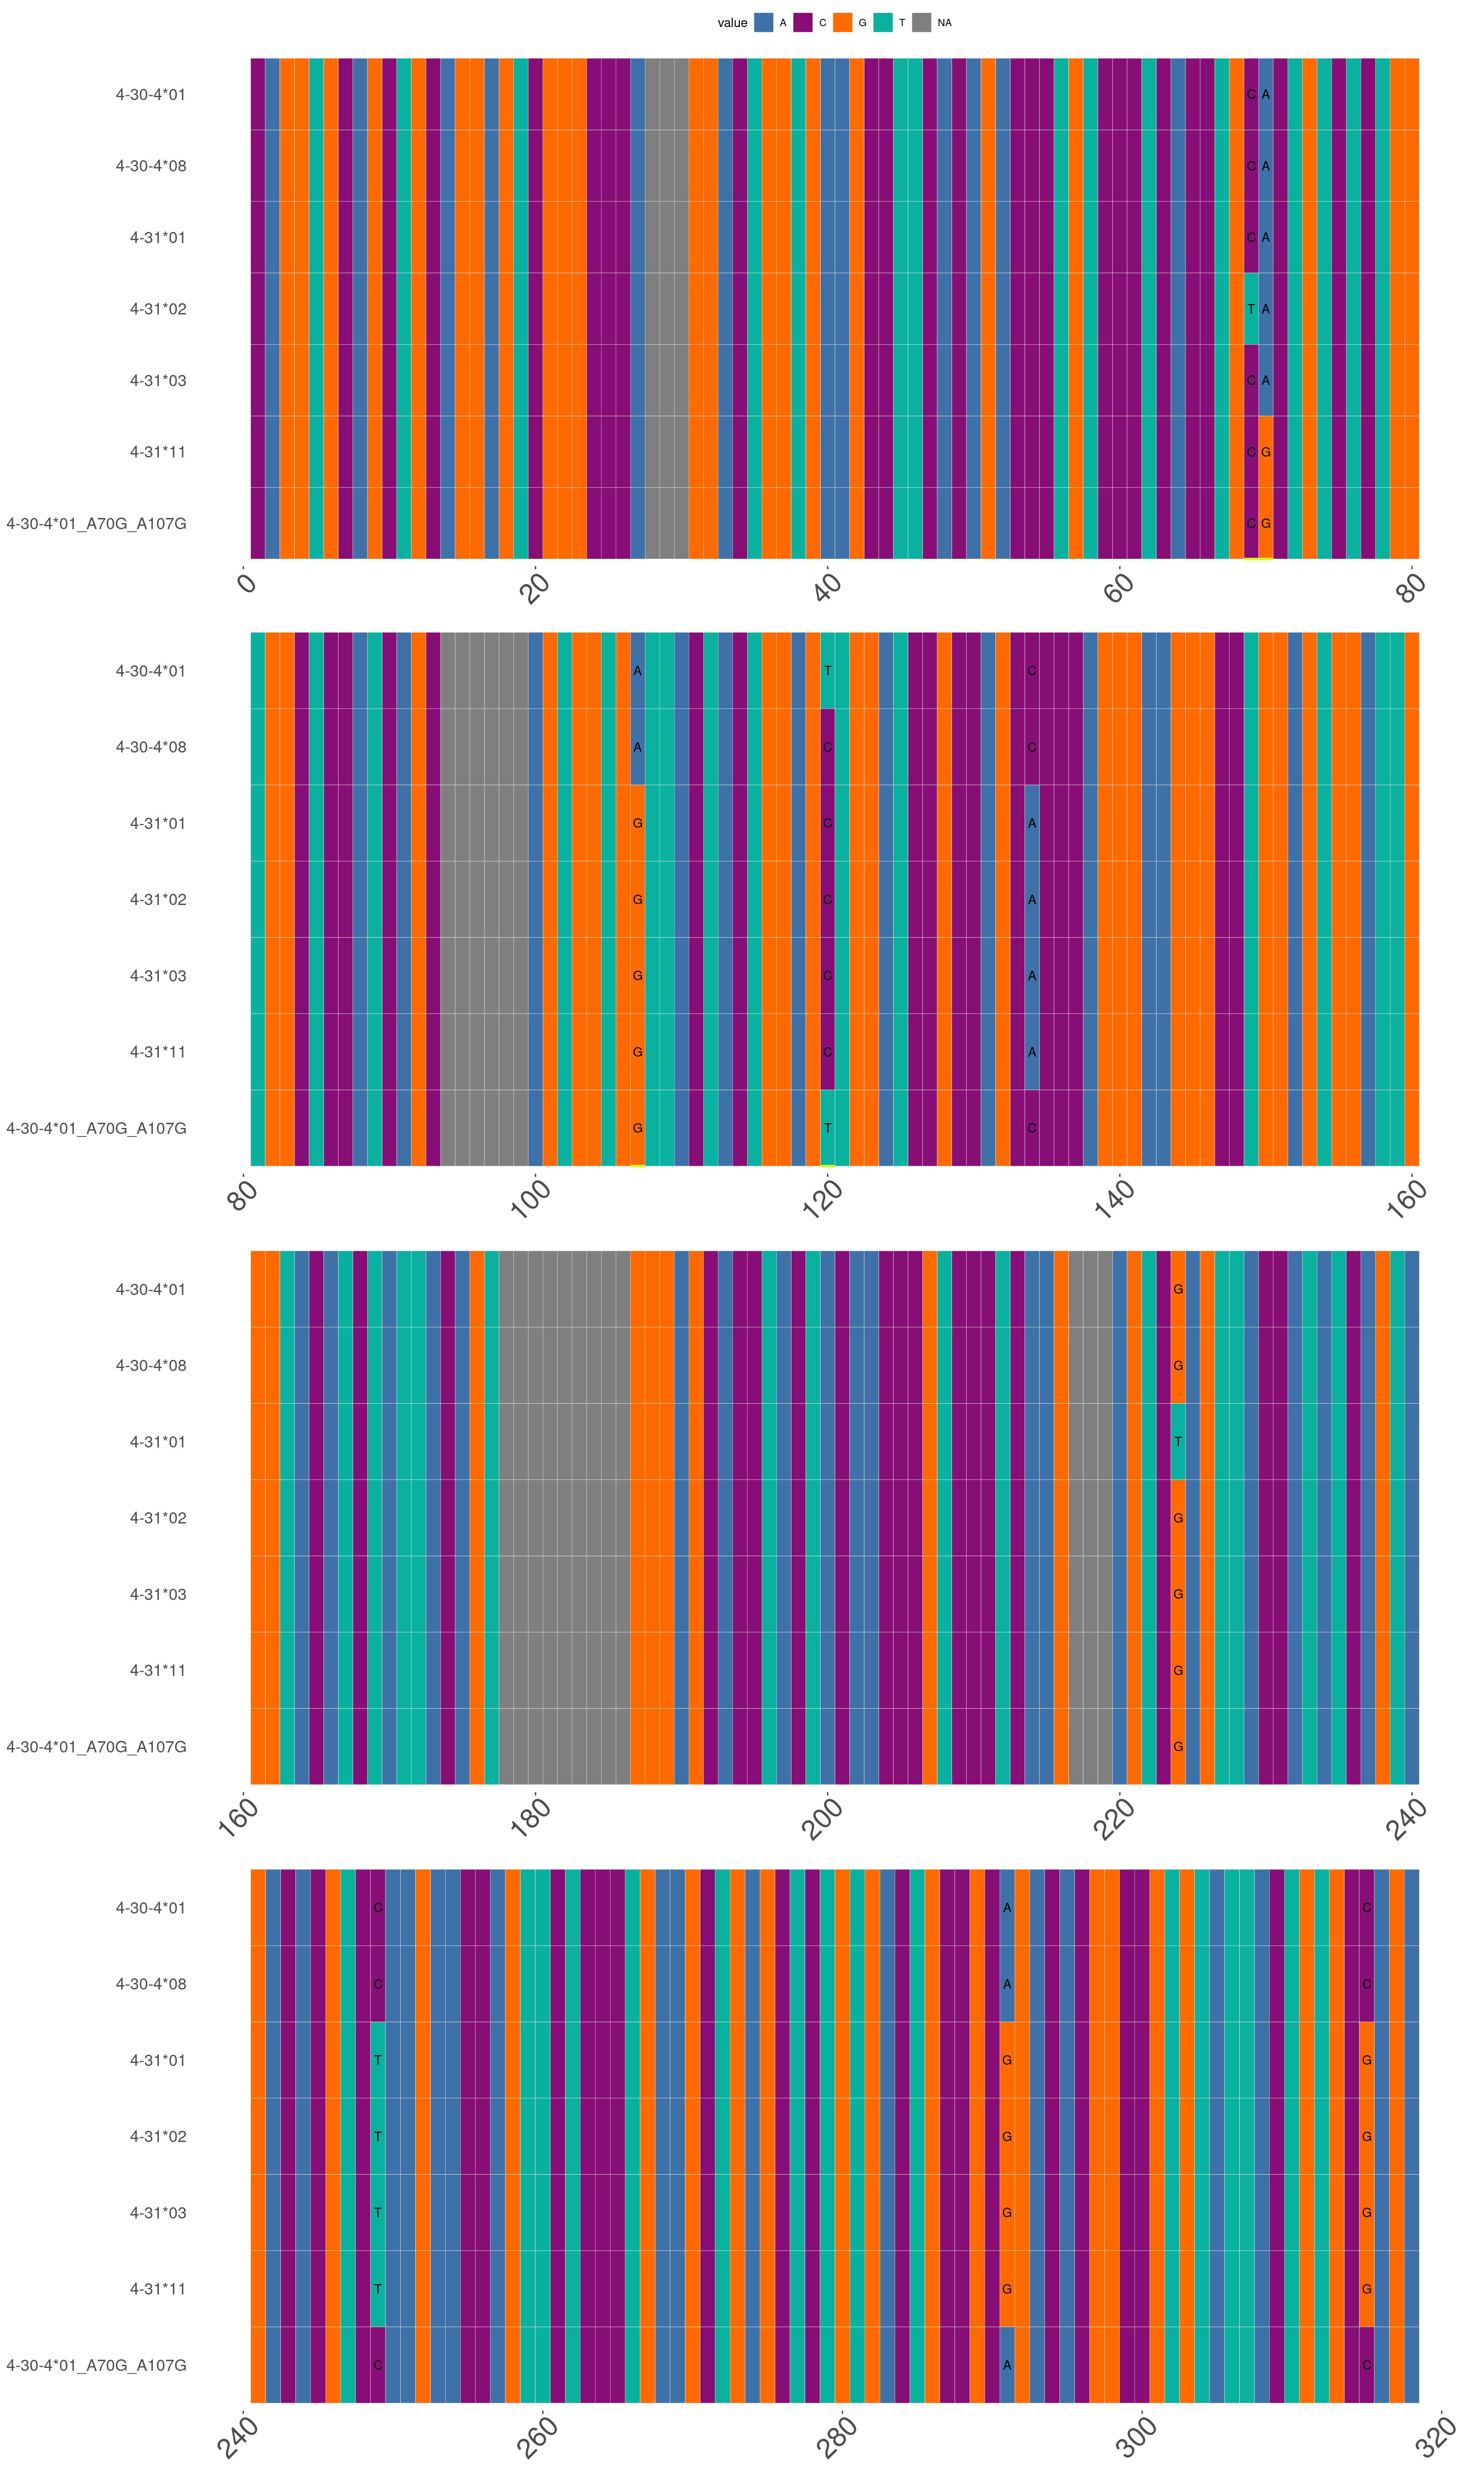 value A C G T NA
4-30-4*01 C A
4-30-4*08 C A
4-31*01 C A
4-31*02 T A
4-31*03 C A
4-31*11 C G
4-30-4*01_A70G_A107G C G
0 20 40 60 80
4-30-4*01 A T C
4-30-4*08 A C C
4-31*01 G C A
4-31*02 G C A
4-31*03 G C A
4-31*11 G C A
4-30-4*01_A70G_A107G G T C
80 100 120 140 160
4-30-4*01 G
4-30-4*08 G
4-31*01 T
4-31*02 G
4-31*03 G
4-31*11 G
4-30-4*01_A70G_A107G G
160 180 200 220 240
4-30-4*01 C A C
4-30-4*08 C A C
4-31*01 T G G
4-31*02 T G G
4-31*03 T G G
4-31*11 T G G
4-30-4*01_A70G_A107G C A C
240 260 280 300 320